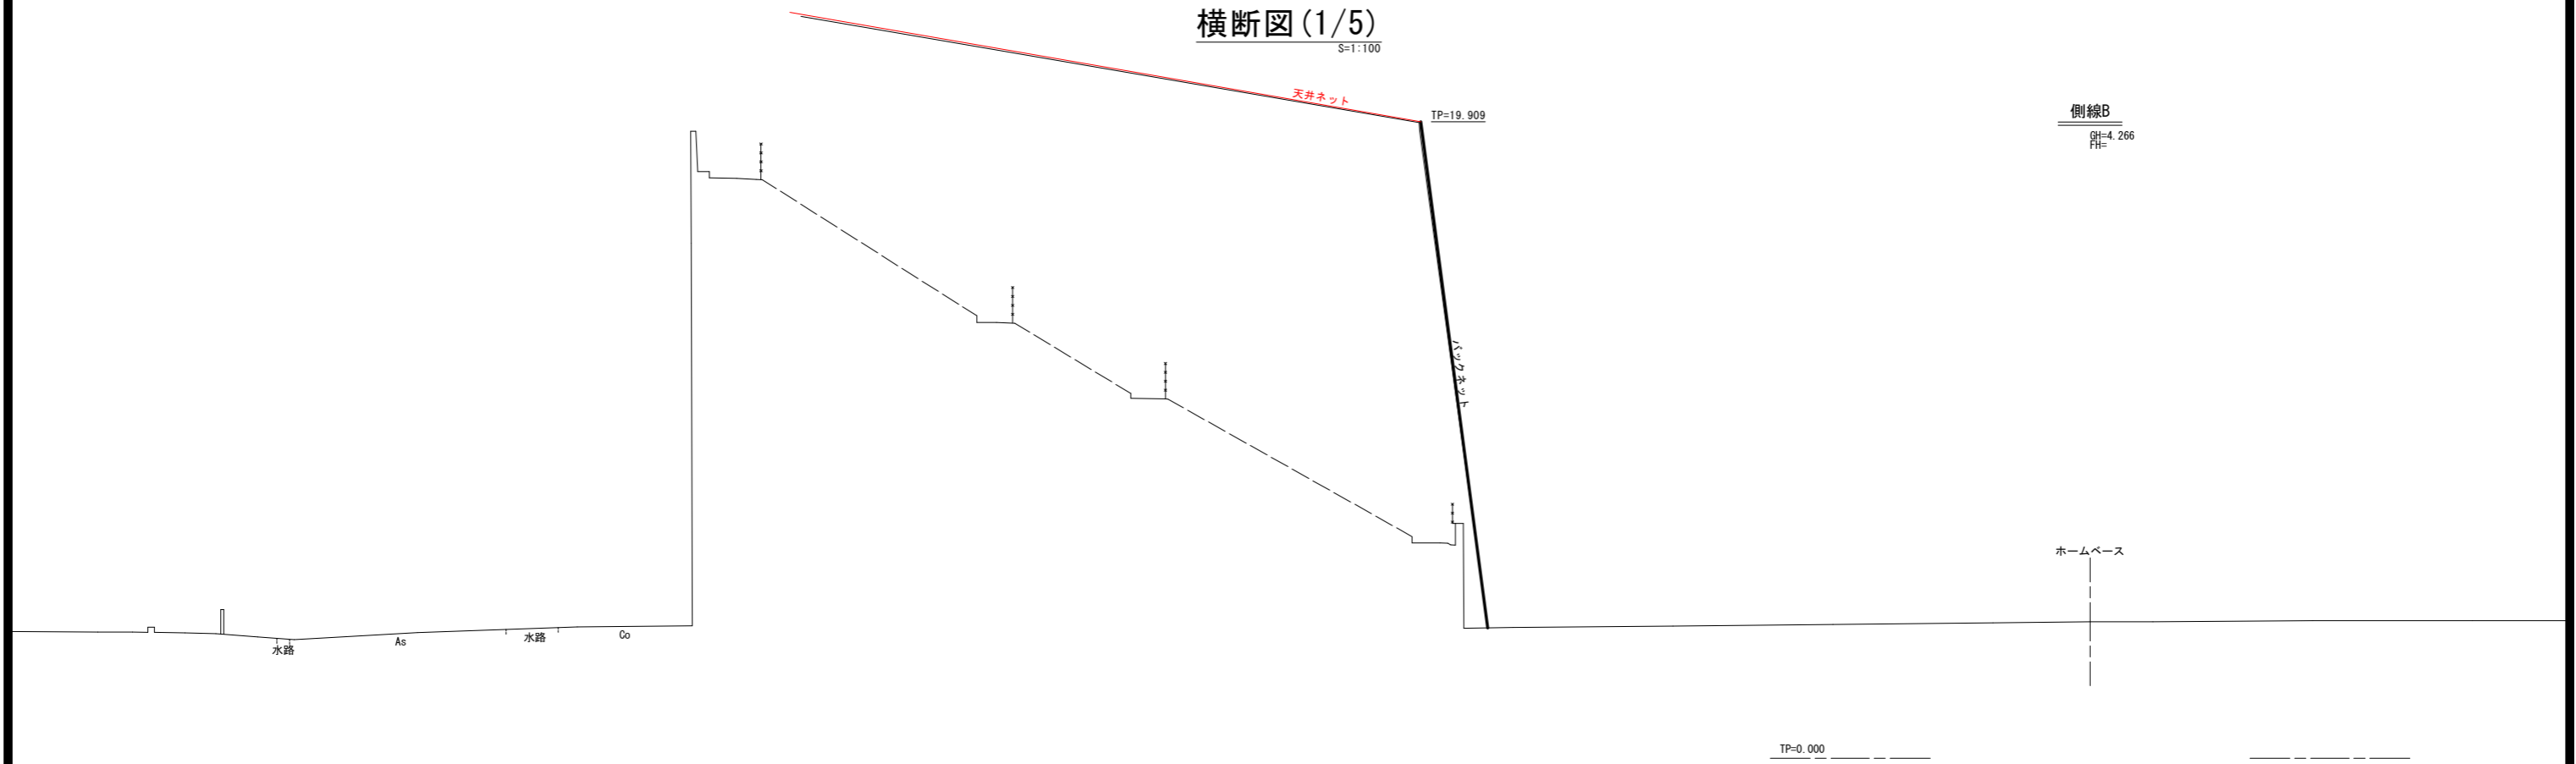 横断図(1/5)
S=1:100
天井ネット
TP=19.909
側線B
GH=4.266
FH=
バックネット
ホームベース
水路
As
水路
Co
TP=0.000